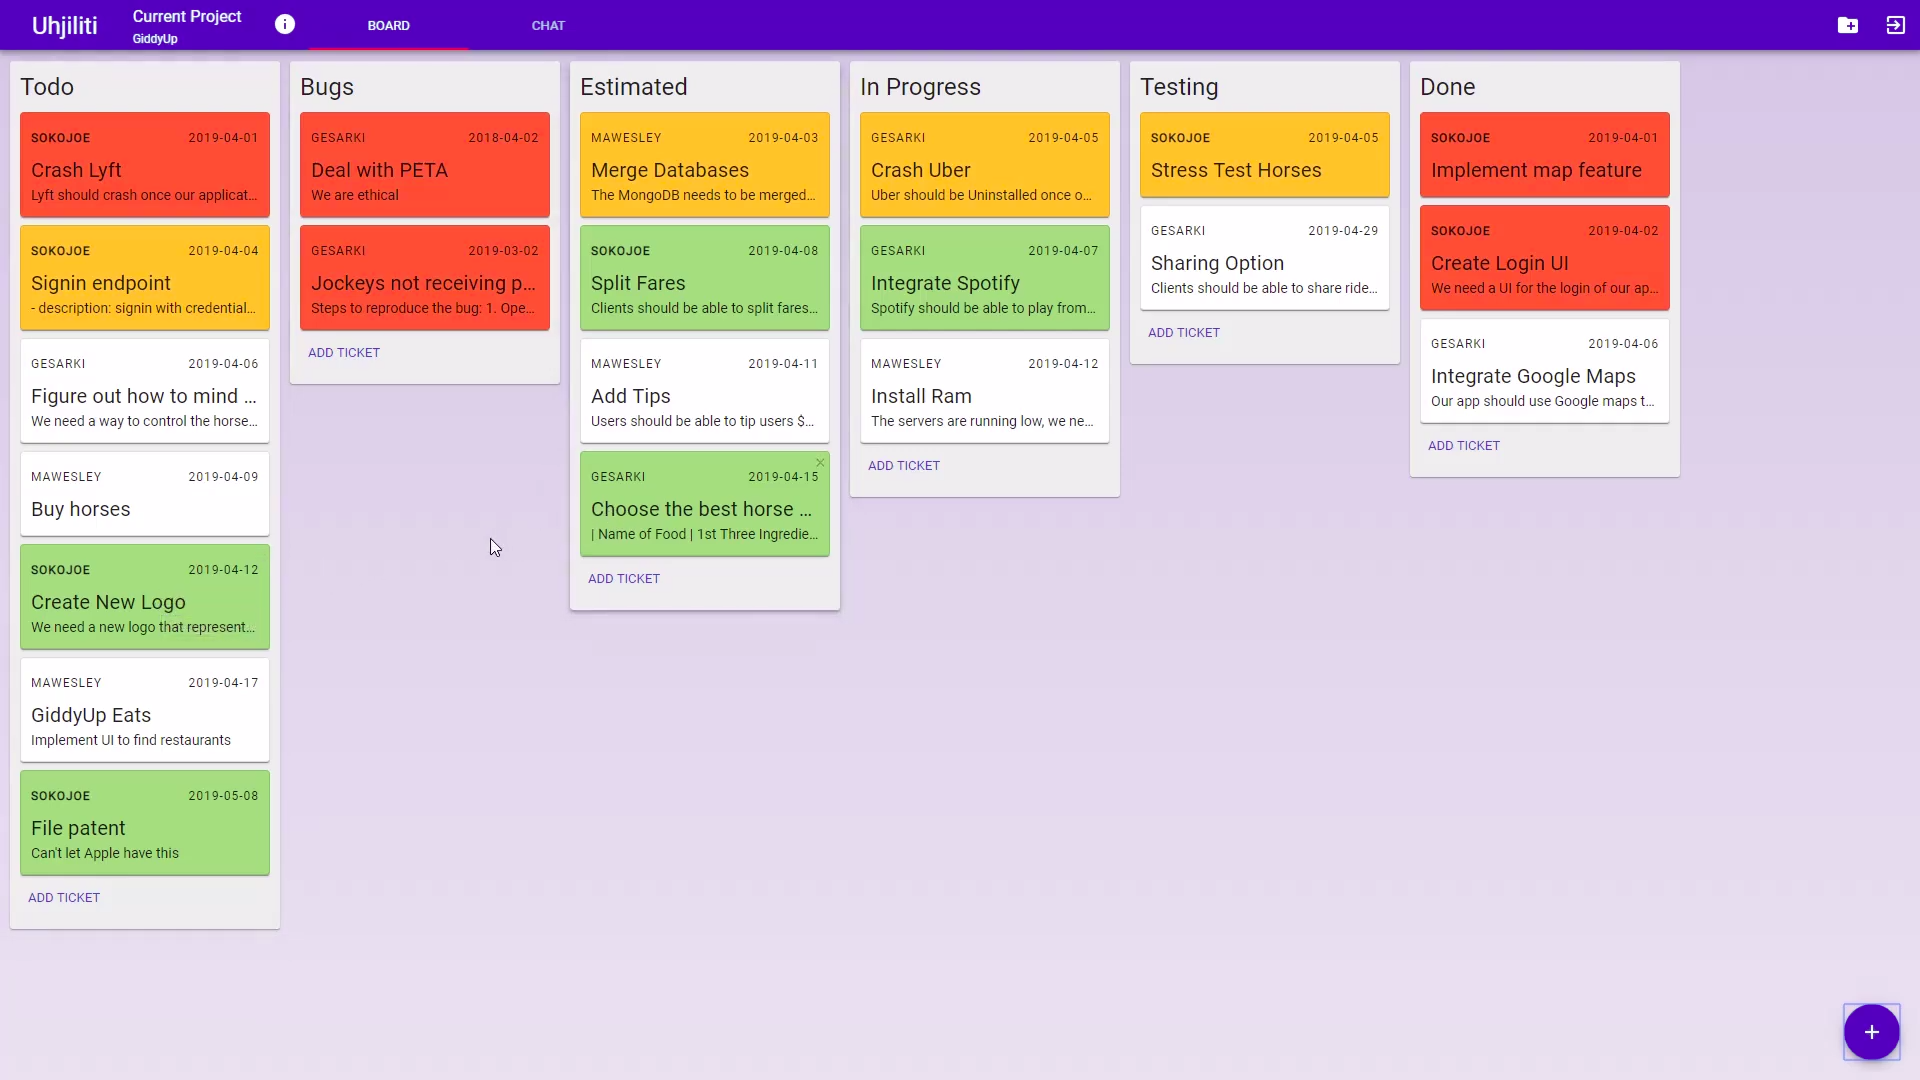 Uhjiliti
Current Project
GiddyUp
BOARD
CHAT
Todo
SOKOJOE 2019-04-01
Crash Lyft
Lyft should crash once our applicat...
SOKOJOE 2019-04-04
Signin endpoint
- description: signin with credential...
GESARKI 2019-04-06
Figure out how to mind ...
We need a way to control the horse...
MAWESLEY 2019-04-09
Buy horses
SOKOJOE 2019-04-12
Create New Logo
We need a new logo that represent...
MAWESLEY 2019-04-17
GiddyUp Eats
Implement UI to find restaurants
SOKOJOE 2019-05-08
File patent
Can't let Apple have this
ADD TICKET
Bugs
GESARKI 2018-04-02
Deal with PETA
We are ethical
GESARKI 2019-03-02
Jockeys not receiving p...
Steps to reproduce the bug: 1. Ope...
ADD TICKET
Estimated
MAWESLEY 2019-04-03
Merge Databases
The MongoDB needs to be merged...
SOKOJOE 2019-04-08
Split Fares
Clients should be able to split fares...
MAWESLEY 2019-04-11
Add Tips
Users should be able to tip users $...
GESARKI 2019-04-15
Choose the best horse ...
| Name of Food | 1st Three Ingredie...
ADD TICKET
In Progress
GESARKI 2019-04-05
Crash Uber
Uber should be Uninstalled once o...
GESARKI 2019-04-07
Integrate Spotify
Spotify should be able to play from...
MAWESLEY 2019-04-12
Install Ram
The servers are running low, we ne...
ADD TICKET
Testing
SOKOJOE 2019-04-05
Stress Test Horses
GESARKI 2019-04-29
Sharing Option
Clients should be able to share ride...
ADD TICKET
Done
SOKOJOE 2019-04-01
Implement map feature
SOKOJOE 2019-04-02
Create Login UI
We need a UI for the login of our ap...
GESARKI 2019-04-06
Integrate Google Maps
Our app should use Google maps t...
ADD TICKET